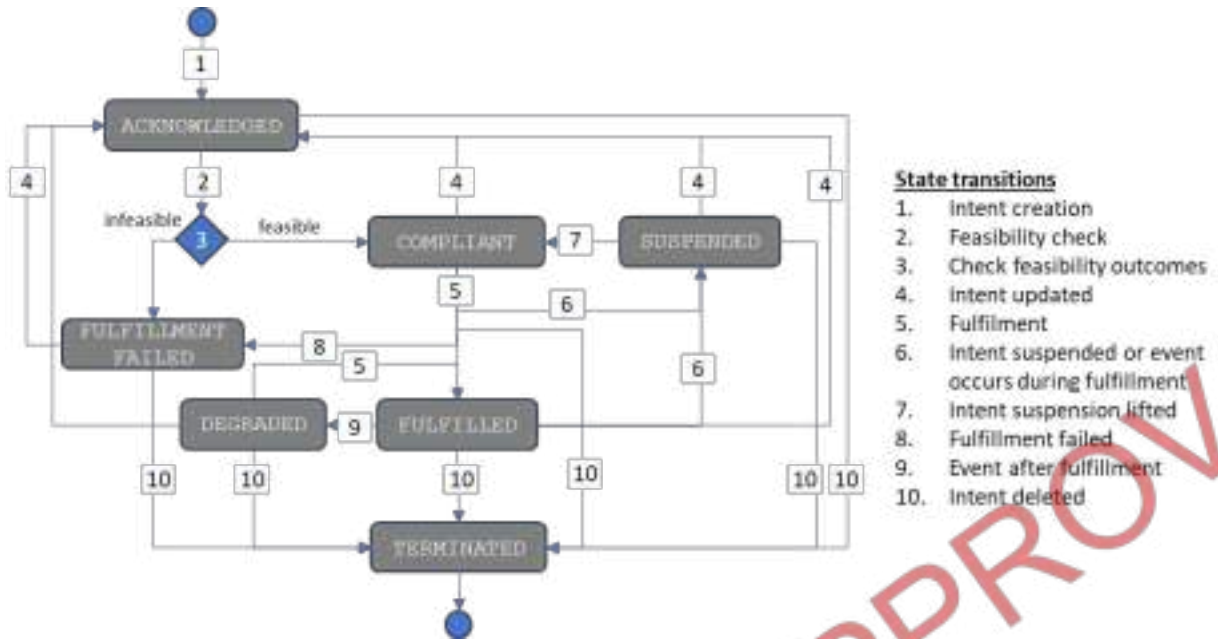 1
ACKNOWLEDGED
4
2
4
4
4
infeasible
3
feasible
COMPLIANT
7
SUSPENDED
5
6
FULFILLMENT
FAILED
8
5
6
DEGRADED
9
FULFILLED
10
10
10
10
10
10
TERMINATED
State transitions
1. Intent creation
2. Feasibility check
3. Check feasibility outcomes
4. Intent updated
5. Fulfilment
6. Intent suspended or event
occurs during fulfillment
7. Intent suspension lifted
8. Fulfillment failed
9. Event after fulfillment
10. Intent deleted
PPROV